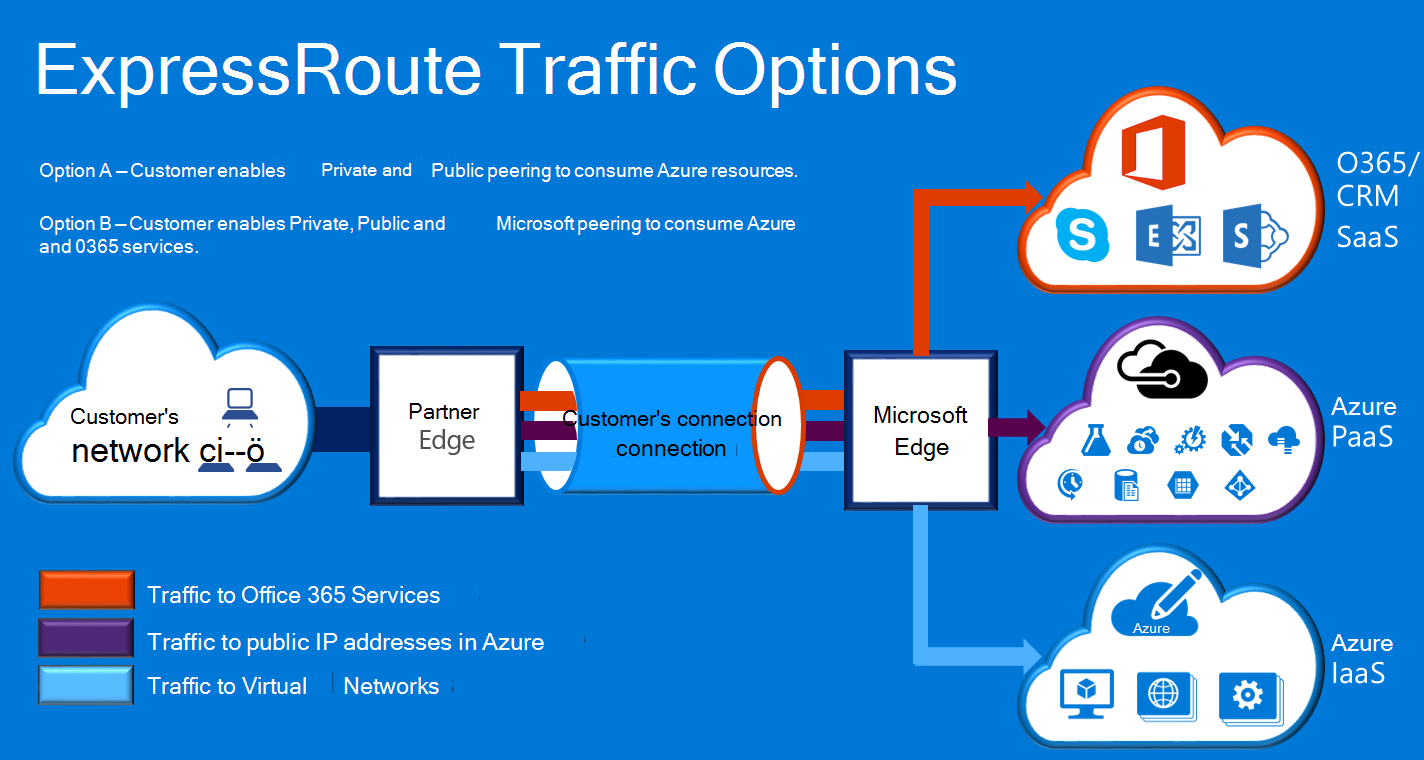 ExpressRoute Traffic Options
Option A – Customer enables Private and Public peering to consume Azure resources.
Option B – Customer enables Private, Public and Microsoft peering to consume Azure
and 0365 services.
O365/
CRM
SaaS
E
S
S
Customer's
network ci--ö
Partner
Edge
Customer's connection
connection
Microsoft
Edge
Azure
PaaS
Traffic to Office 365 Services
Traffic to public IP addresses in Azure
Traffic to Virtual Networks
Azure
Azure
IaaS